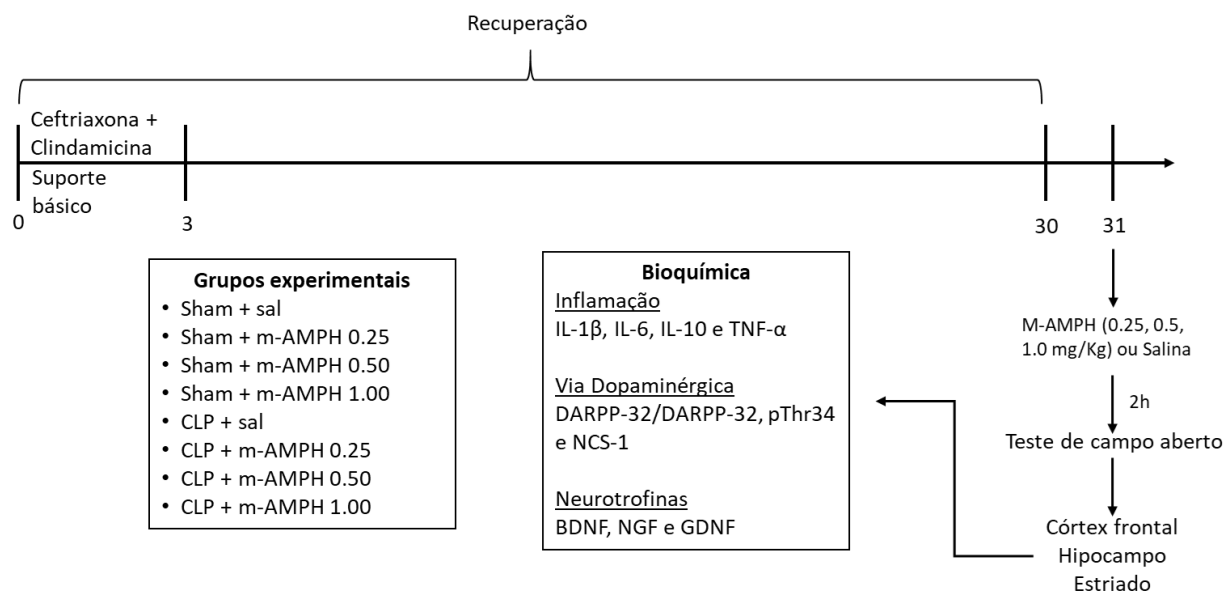 Recuperação
Ceftriaxona +
Clindamicina
Suporte
básico
0
3
30
31
Grupos experimentais
• Sham + sal
• Sham + m-AMPH 0.25
• Sham + m-AMPH 0.50
• Sham + m-AMPH 1.00
• CLP + sal
• CLP + m-AMPH 0.25
• CLP + m-AMPH 0.50
• CLP + m-AMPH 1.00
Bioquímica
Inflamação
IL-1β, IL-6, IL-10 e TNF-α
Via Dopaminérgica
DARPP-32/DARPP-32, pThr34
e NCS-1
Neurotrofinas
BDNF, NGF e GDNF
M-AMPH (0.25, 0.5,
1.0 mg/Kg) ou Salina
2h
Teste de campo aberto
Córtex frontal
Hipocampo
Estriado